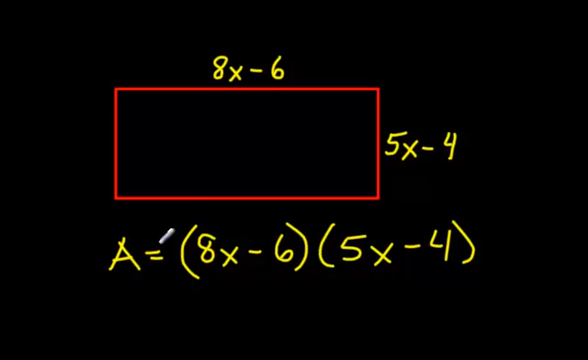 8x - 6
5x - 4
A = (8x - 6)(5x - 4)